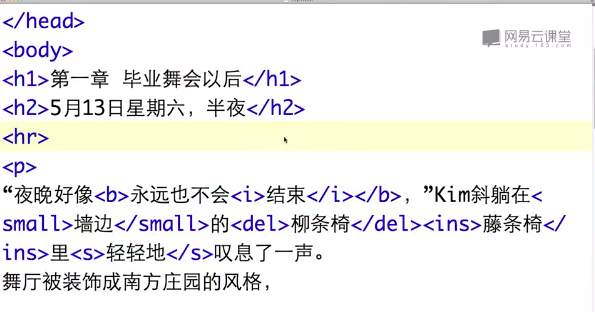 </head>
<body>
网易云课堂
study.163.com
<h1>第一章 毕业舞会以后</h1>
<h2>5月13日星期六，半夜</h2>
<hr>
<p>
“夜晚好像<b>永远也不会<i>结束</i></b>，”Kim斜躺在<
small>墙边</small>的<del>柳条椅</del><ins>藤条椅</
ins>里<s>轻轻地</s>叹息了一声。
舞厅被装饰成南方庄园的风格，